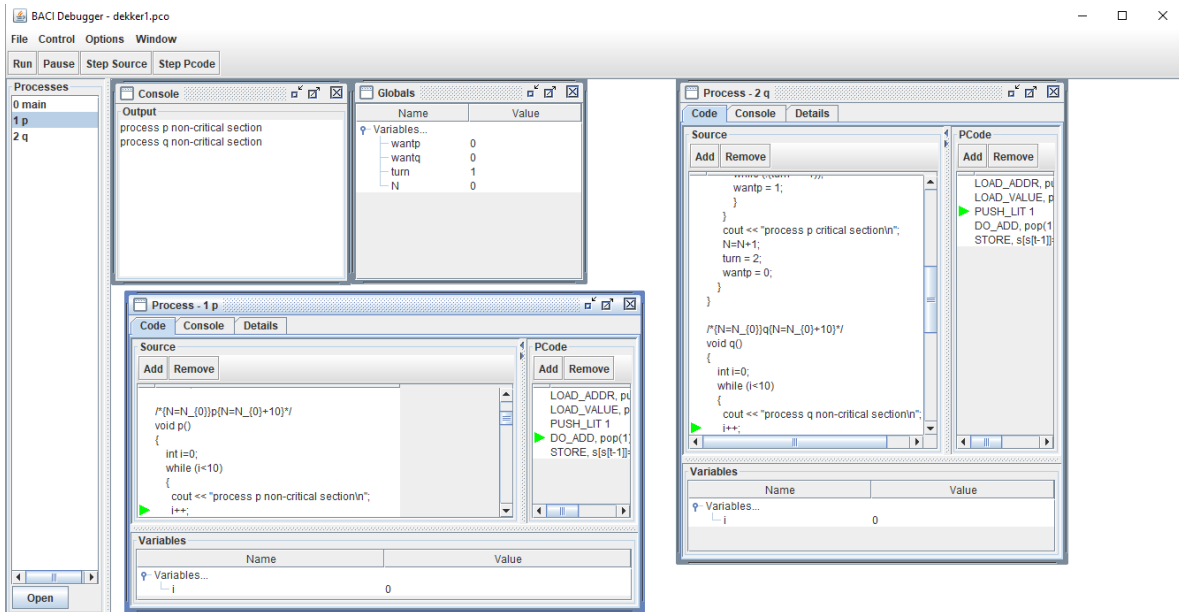 BACI Debugger - dekker1.pco
File Control Options Window
Run Pause Step Source Step Pcode
Processes
0 main
1 p
2 q
Open
Console
Output
process p non-critical section
process q non-critical section
Globals
Name Value
Variables...
wantp 0
wantq 0
turn 1
N 0
Process - 1 p
Code Console Details
Source
Add Remove
/*{N=N_{0}}p{N=N_{0}+10}*/
void p()
{
int i=0;
while (i<10)
{
cout << "process p non-critical section\n";
i++;
PCode
Add Remove
LOAD_ADDR, pu
LOAD_VALUE, p
PUSH_LIT 1
DO_ADD, pop(1)
STORE, s[s[t-1]]=
Variables
Name Value
Variables...
i 0
Process - 2 q
Code Console Details
Source
Add Remove
wantp = 1;
}
}
cout << "process p critical section\n";
N=N+1;
turn = 2;
wantp = 0;
}
}
/*{N=N_{0}}q{N=N_{0}+10}*/
void q()
{
int i=0;
while (i<10)
{
cout << "process q non-critical section\n";
i++;
PCode
Add Remove
LOAD_ADDR, pu
LOAD_VALUE, p
PUSH_LIT 1
DO_ADD, pop(1
STORE, s[s[t-1]]=
Variables
Name Value
Variables...
i 0